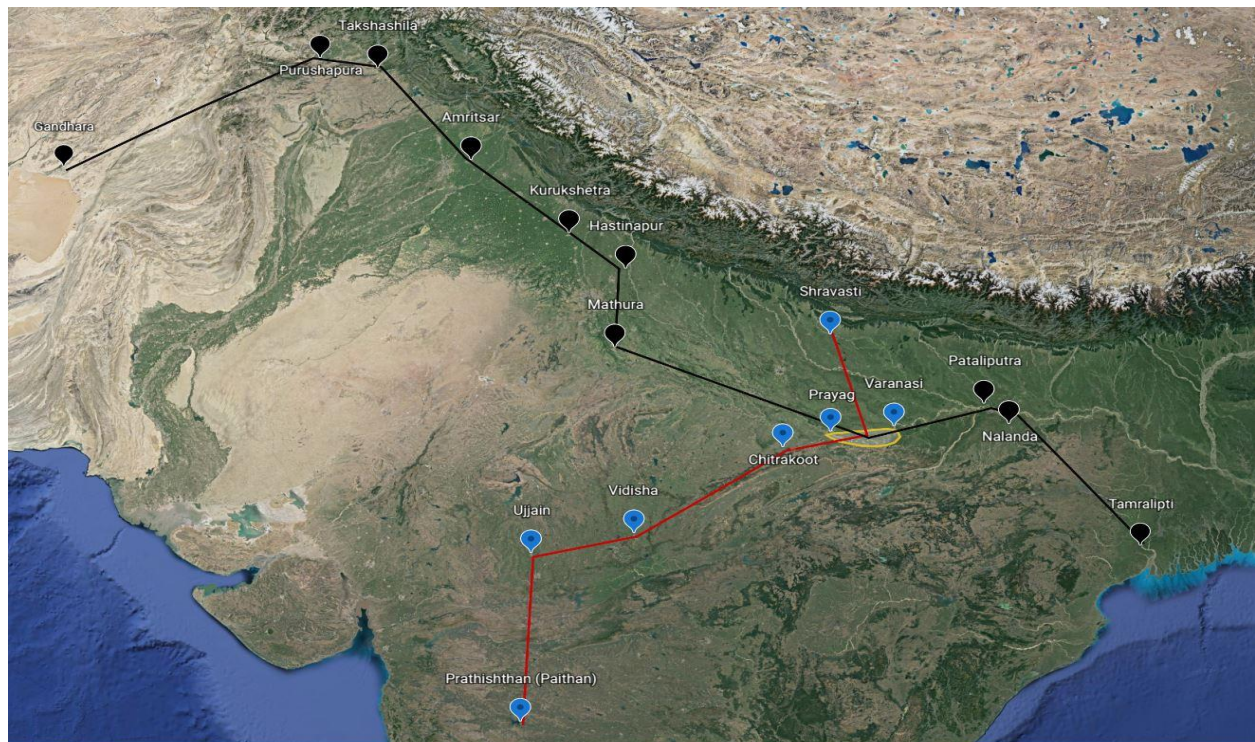 Takshashila
Purushapura
Gandhara
Amritsar
Kurukshetra
Hastinapur
Mathura
Shravasti
Pataliputra
Varanasi
Prayag
Nalanda
Chitrakoot
Vidisha
Ujjain
Tamralipti
Prathishthan (Paithan)